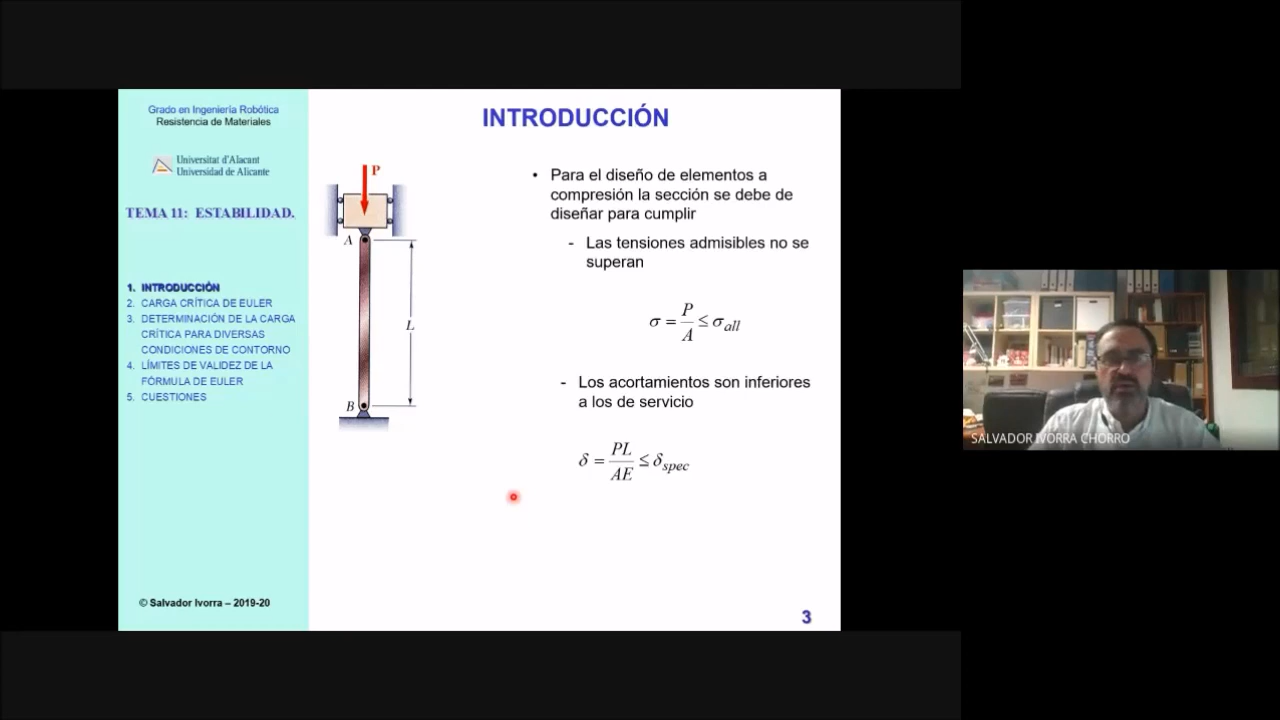 Grado en Ingeniería Robótica
Resistencia de Materiales
Universitat d'Alacant
Universidad de Alicante
TEMA 11: ESTABILIDAD.
1. INTRODUCCIÓN
2. CARGA CRÍTICA DE EULER
3. DETERMINACIÓN DE LA CARGA
CRÍTICA PARA DIVERSAS
CONDICIONES DE CONTORNO
4. LÍMITES DE VALIDEZ DE LA
FÓRMULA DE EULER
5. CUESTIONES
© Salvador Ivorra – 2019-20
INTRODUCCIÓN
P
A
L
B
• Para el diseño de elementos a
compresión la sección se debe de
diseñar para cumplir
- Las tensiones admisibles no se
superan
σ = P/A ≤ σall
- Los acortamientos son inferiores
a los de servicio
δ = PL/AE ≤ δspec
3
SALVADOR IVORRA CHORRO